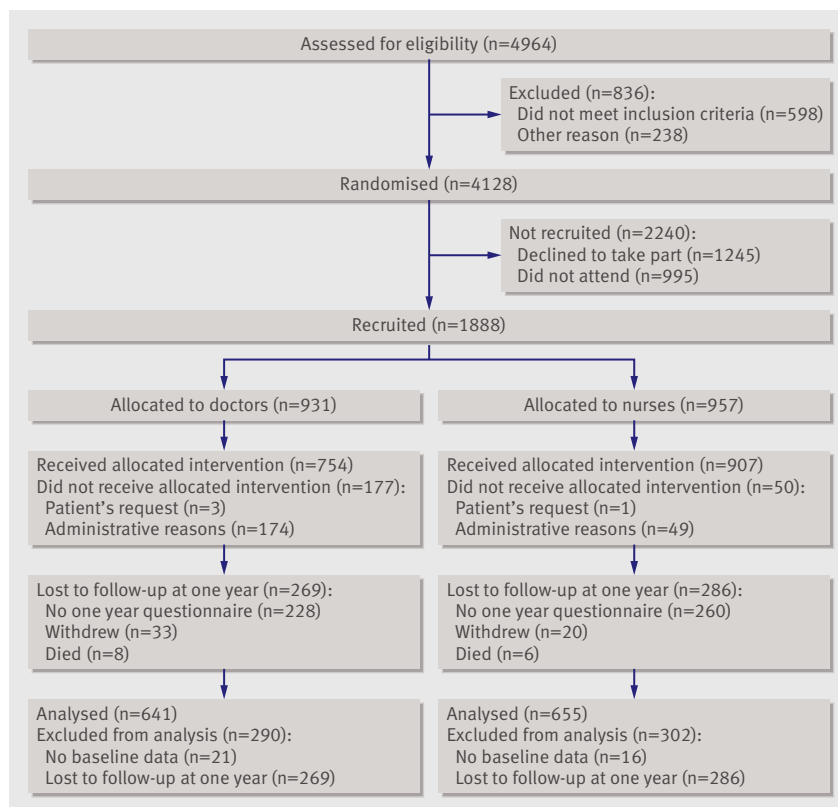 Assessed for eligibility (n=4964)
Excluded (n=836):
Did not meet inclusion criteria (n=598)
Other reason (n=238)
Randomised (n=4128)
Not recruited (n=2240):
Declined to take part (n=1245)
Did not attend (n=995)
Recruited (n=1888)
Allocated to doctors (n=931)
Received allocated intervention (n=754)
Did not receive allocated intervention (n=177):
Patient's request (n=3)
Administrative reasons (n=174)
Lost to follow-up at one year (n=269):
No one year questionnaire (n=228)
Withdrew (n=33)
Died (n=8)
Analysed (n=641)
Excluded from analysis (n=290):
No baseline data (n=21)
Lost to follow-up at one year (n=269)
Allocated to nurses (n=957)
Received allocated intervention (n=907)
Did not receive allocated intervention (n=50):
Patient's request (n=1)
Administrative reasons (n=49)
Lost to follow-up at one year (n=286):
No one year questionnaire (n=260)
Withdrew (n=20)
Died (n=6)
Analysed (n=655)
Excluded from analysis (n=302):
No baseline data (n=16)
Lost to follow-up at one year (n=286)